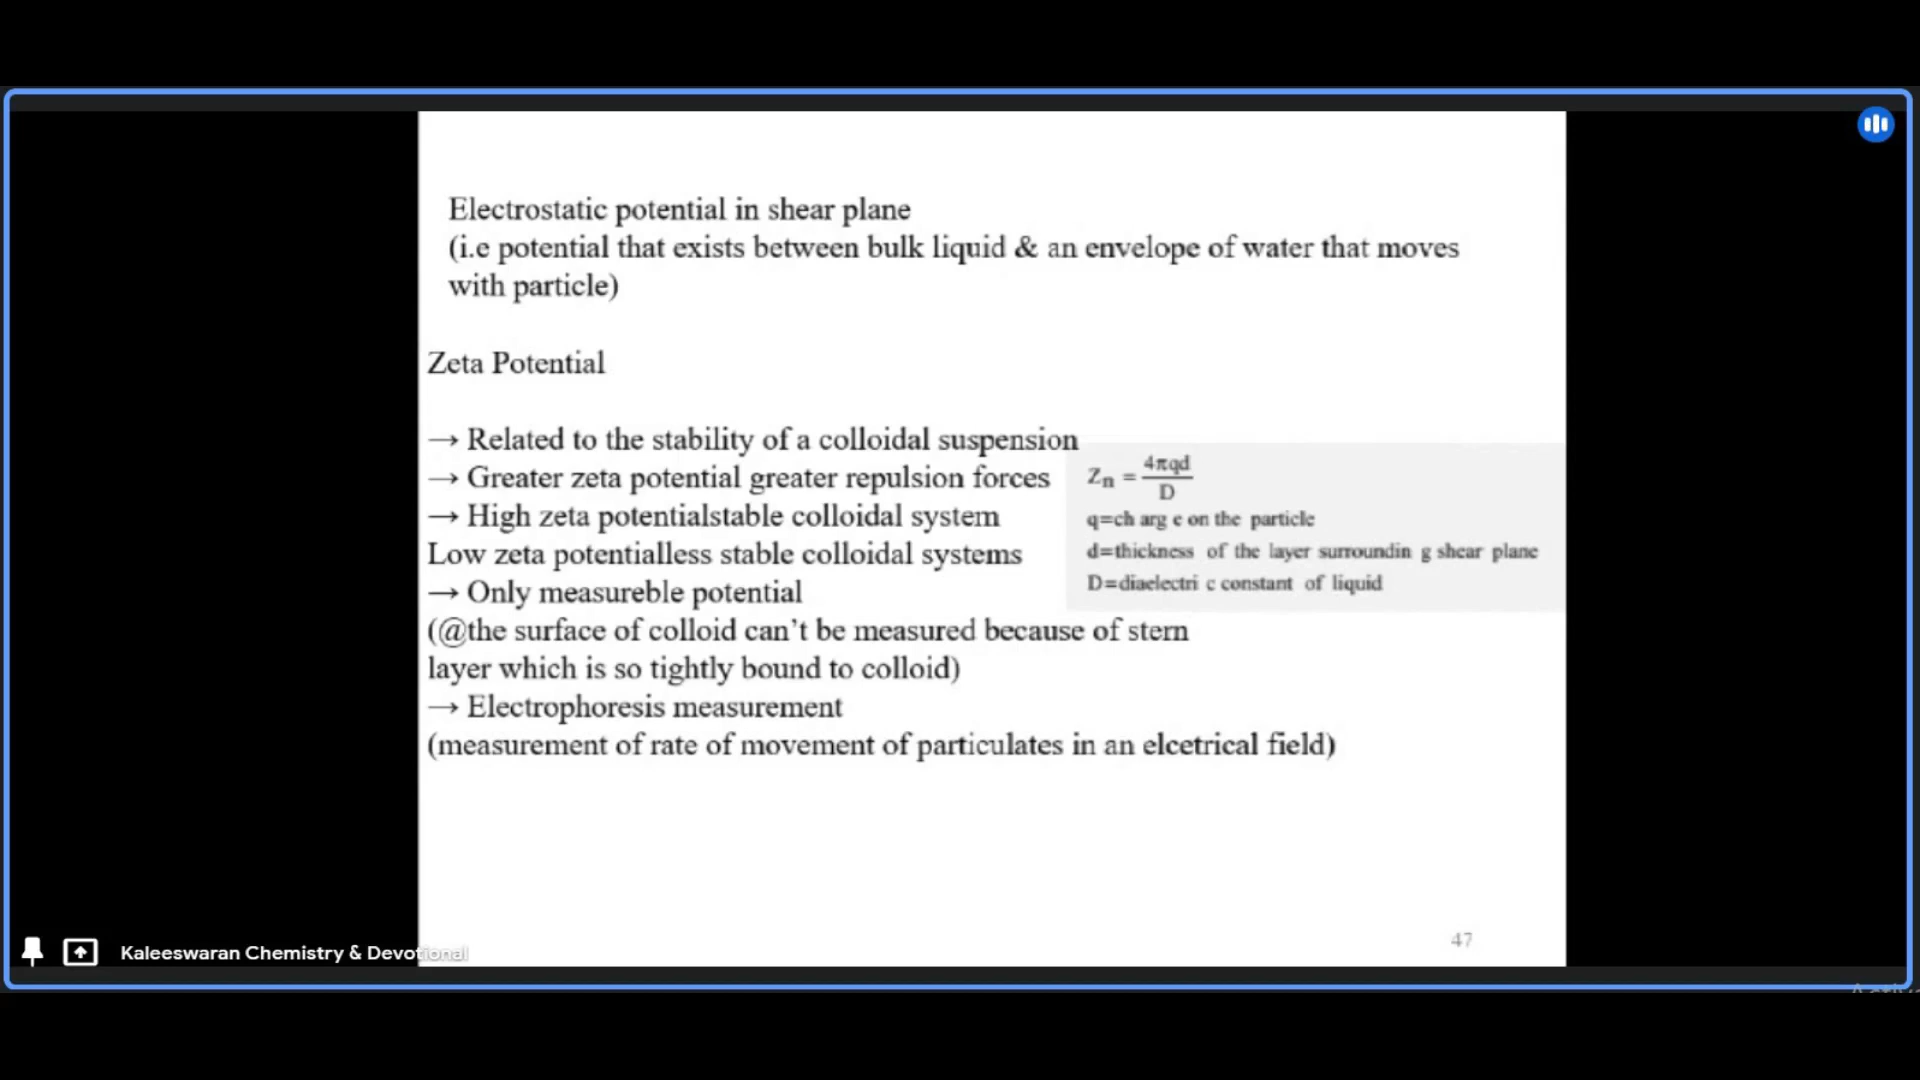 Electrostatic potential in shear plane
(i.e potential that exists between bulk liquid & an envelope of water that moves
with particle)
Zeta Potential
→ Related to the stability of a colloidal suspension
→ Greater zeta potential greater repulsion forces
→ High zeta potentialstable colloidal system
Low zeta potentialless stable colloidal systems
→ Only measureble potential
(@the surface of colloid can’t be measured because of stern
layer which is so tightly bound to colloid)
→ Electrophoresis measurement
(measurement of rate of movement of particulates in an elcetrical field)
Zn = 4πqd / D
q=ch arg e on the particle
d=thickness of the layer surroundin g shear plane
D=diaelectri c constant of liquid
47
Kaleeswaran Chemistry & Devotional